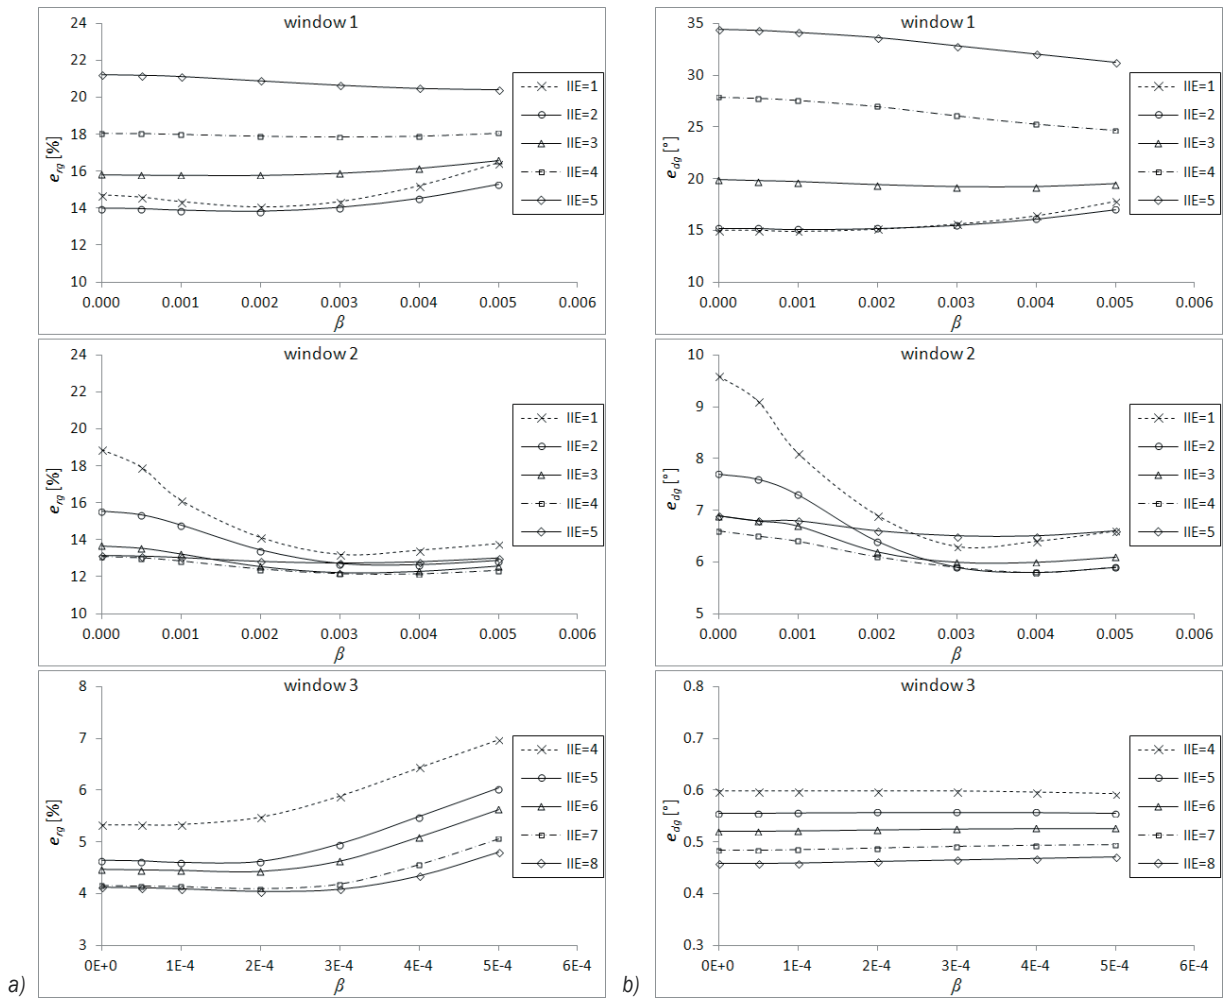 window 1
24
22
20
18
16
14
12
10
e_rg [%]
0.000 0.001 0.002 0.003 0.004 0.005 0.006
β
IIE=1
IIE=2
IIE=3
IIE=4
IIE=5
window 1
35
30
25
20
15
10
e_dg [°]
0.000 0.001 0.002 0.003 0.004 0.005 0.006
β
IIE=1
IIE=2
IIE=3
IIE=4
IIE=5
window 2
24
22
20
18
16
14
12
10
e_rg [%]
0.000 0.001 0.002 0.003 0.004 0.005 0.006
β
IIE=1
IIE=2
IIE=3
IIE=4
IIE=5
window 2
10
9
8
7
6
5
e_dg [°]
0.000 0.001 0.002 0.003 0.004 0.005 0.006
β
IIE=1
IIE=2
IIE=3
IIE=4
IIE=5
window 3
8
7
6
5
4
3
e_rg [%]
0E+0 1E-4 2E-4 3E-4 4E-4 5E-4 6E-4
β
IIE=4
IIE=5
IIE=6
IIE=7
IIE=8
a)
window 3
0.8
0.7
0.6
0.5
0.4
0.3
e_dg [°]
0E+0 1E-4 2E-4 3E-4 4E-4 5E-4 6E-4
β
IIE=4
IIE=5
IIE=6
IIE=7
IIE=8
b)